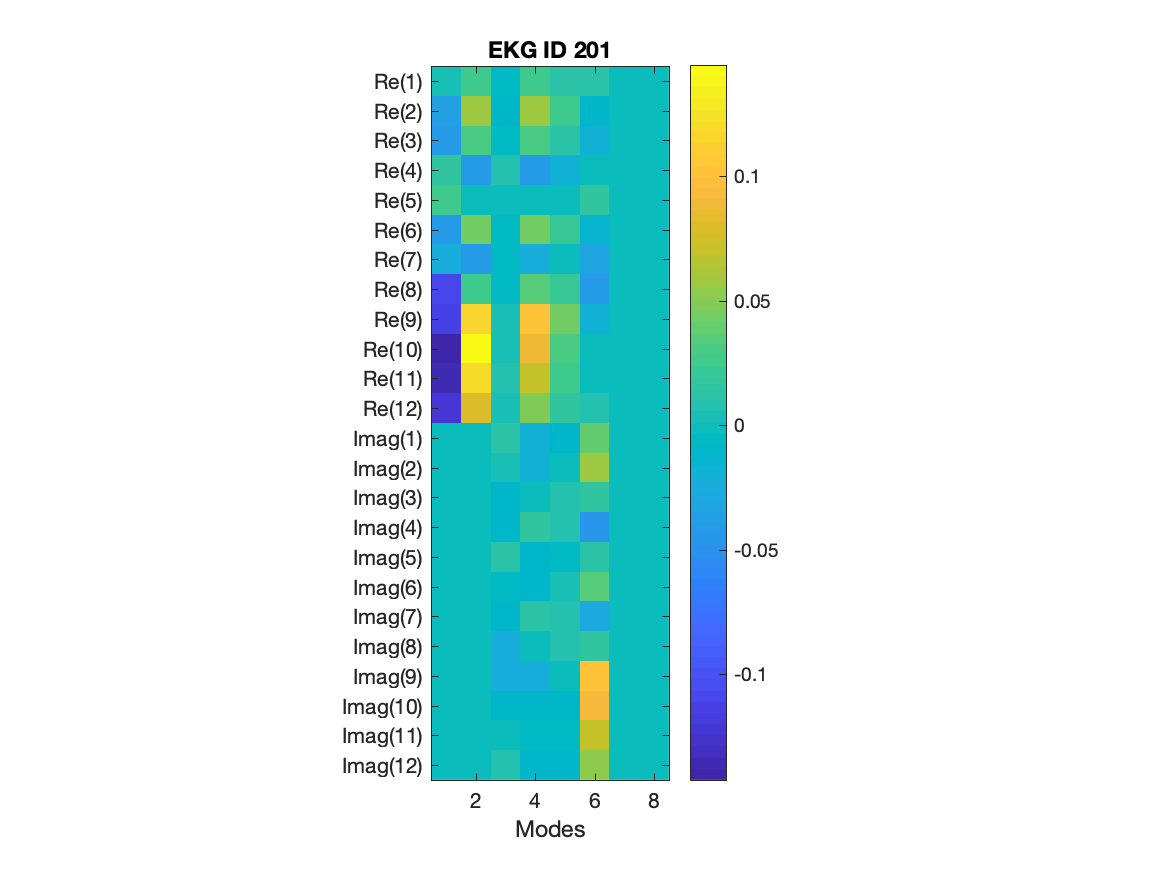 EKG ID 201
Re(1)
Re(2)
Re(3)
Re(4)
Re(5)
Re(6)
Re(7)
Re(8)
Re(9)
Re(10)
Re(11)
Re(12)
Imag(1)
Imag(2)
Imag(3)
Imag(4)
Imag(5)
Imag(6)
Imag(7)
Imag(8)
Imag(9)
Imag(10)
Imag(11)
Imag(12)
2 4 6 8
Modes
0.1
0.05
0
-0.05
-0.1